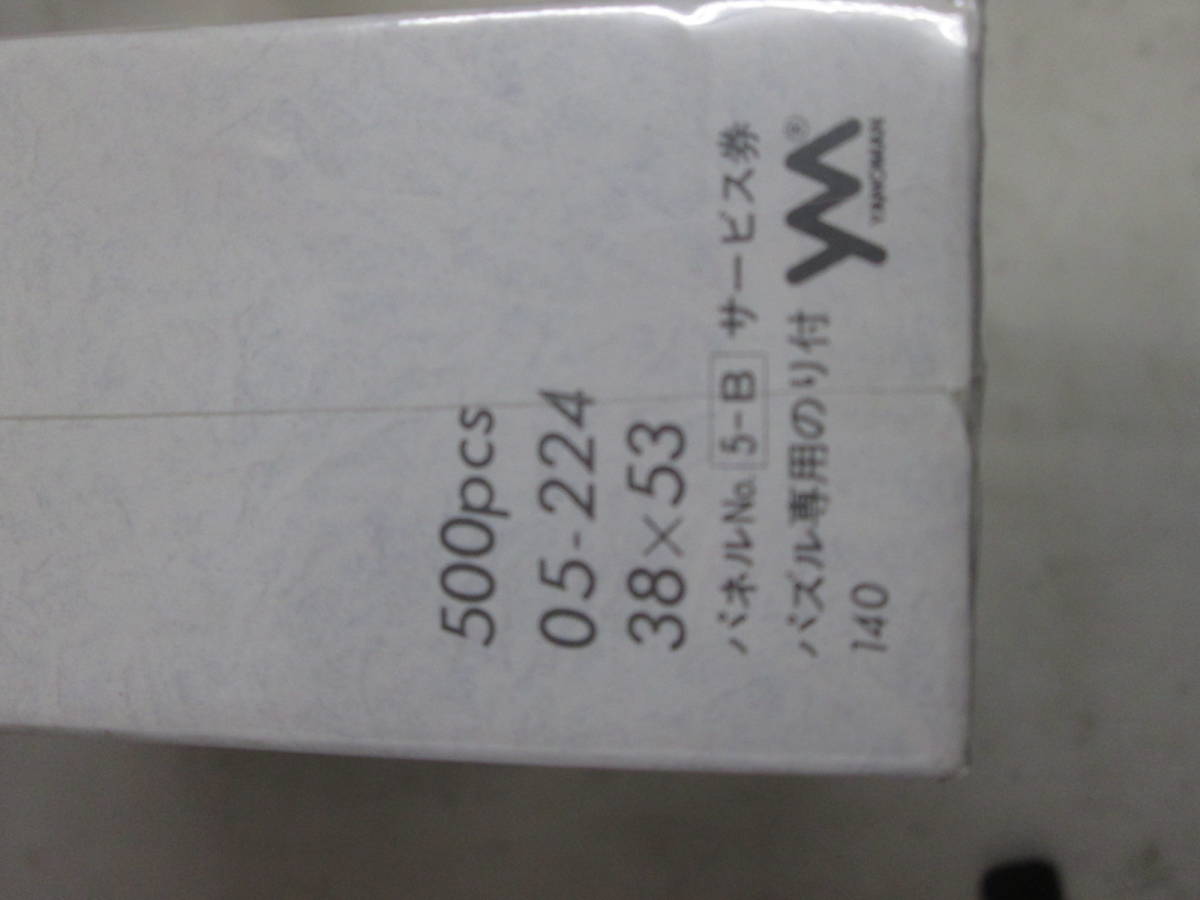 500pcs
05-224
38×53
パネルNo. 5-B サービス券
パズル専用のり付
140
YM®
YANOMAN